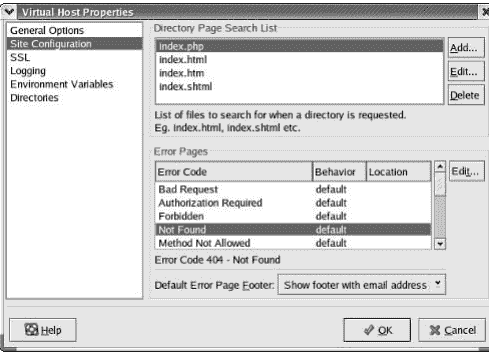 Virtual Host Properties
General Options
Site Configuration
SSL
Logging
Environment Variables
Directories
Directory Page Search List
index.php
index.html
index.htm
index.shtml
Add...
Edit...
Delete
List of files to search for when a directory is requested.
Eg. index.html, index.shtml etc.
Error Pages
Error Code Behavior Location
Bad Request default
Authorization Required default
Forbidden default
Not Found default
Method Not Allowed default
Edit...
Error Code 404 - Not Found
Default Error Page Footer: Show footer with email address
Help
OK
Cancel